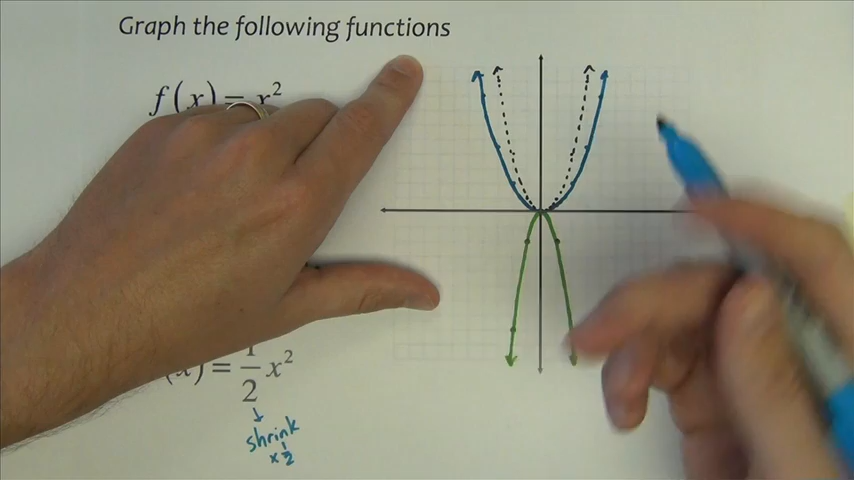 Graph the following functions
f(x) = x²
(x) = 1/2 x²
↓
shrink
x 1/2